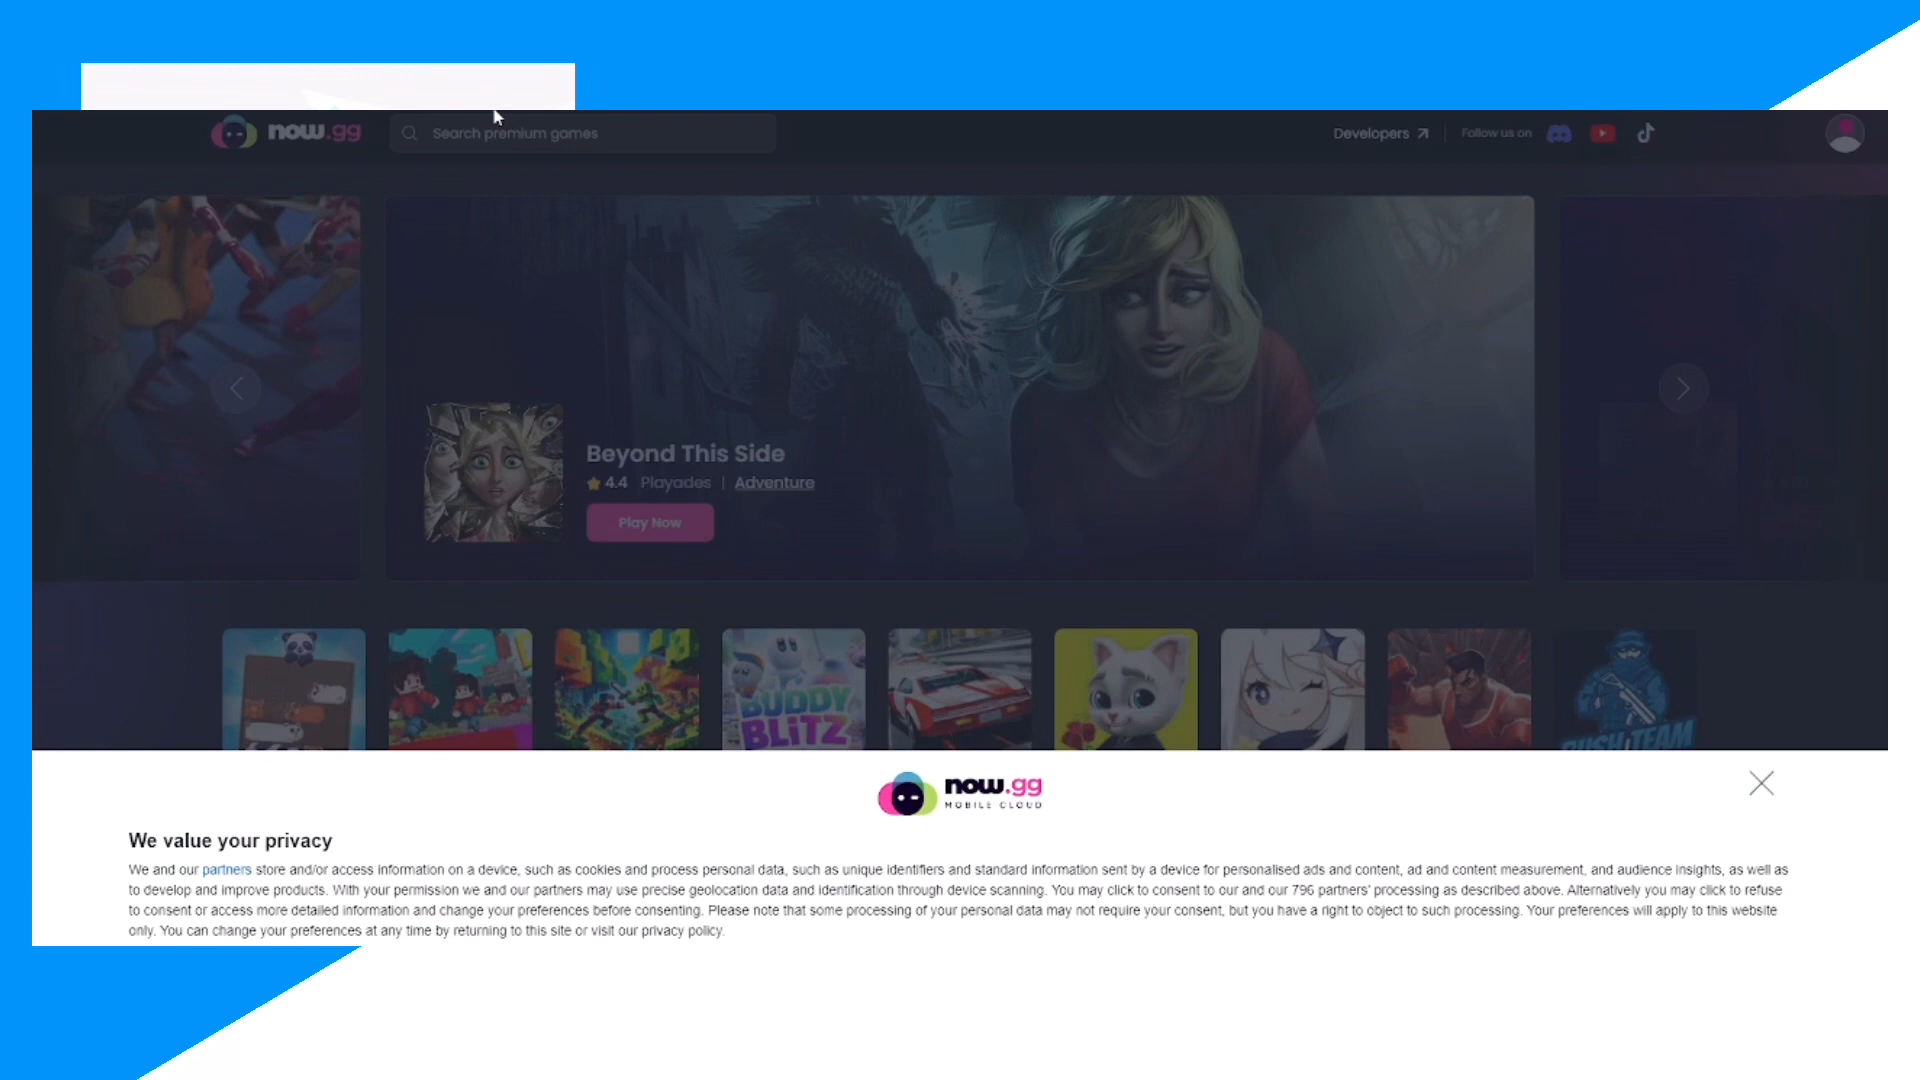 now.gg
Search premium games
Developers
Follow us on
Beyond This Side
4.4 Playades | Adventure
Play Now
BUDDY
BLITZ
RUSH TEAM
now.gg
MOBILE CLOUD
We value your privacy
We and our partners store and/or access information on a device, such as cookies and process personal data, such as unique identifiers and standard information sent by a device for personalised ads and content, ad and content measurement, and audience insights, as well as
to develop and improve products. With your permission we and our partners may use precise geolocation data and identification through device scanning. You may click to consent to our and our 796 partners' processing as described above. Alternatively you may click to refuse
to consent or access more detailed information and change your preferences before consenting. Please note that some processing of your personal data may not require your consent, but you have a right to object to such processing. Your preferences will apply to this website
only. You can change your preferences at any time by returning to this site or visit our privacy policy.